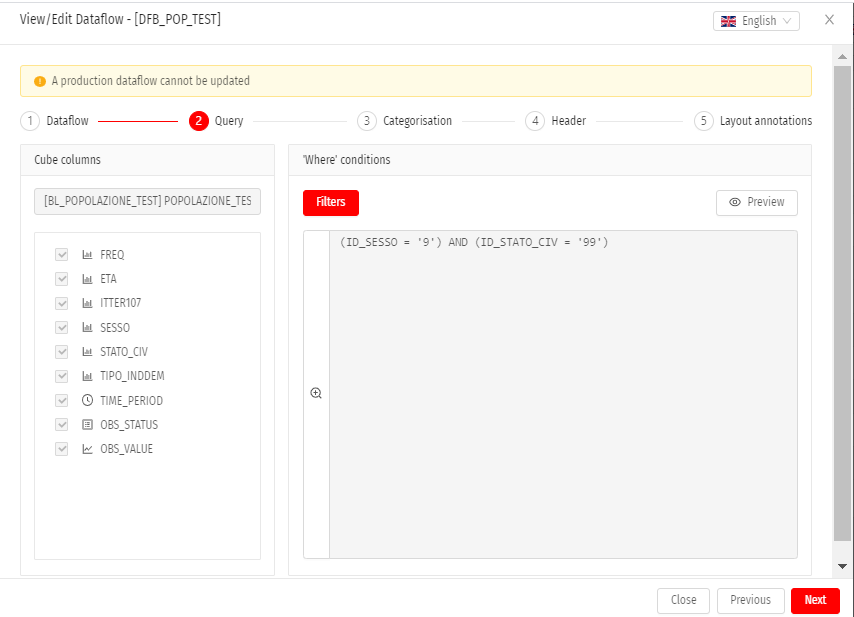 View/Edit Dataflow - [DFB_POP_TEST]
English
A production dataflow cannot be updated
1 Dataflow
2 Query
3 Categorisation
4 Header
5 Layout annotations
Cube columns
[BL_POPOLAZIONE_TEST] POPOLAZIONE_TES
FREQ
ETA
ITTER107
SESSO
STATO_CIV
TIPO_INDDEM
TIME_PERIOD
OBS_STATUS
OBS_VALUE
'Where' conditions
Filters
Preview
(ID_SESSO = '9') AND (ID_STATO_CIV = '99')
Close
Previous
Next